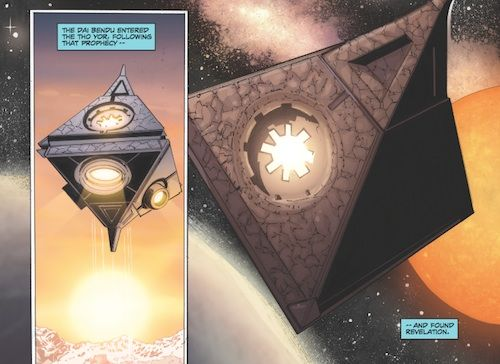 THE DAI BENDU ENTERED
THE THO YOR, FOLLOWING
THAT PROPHECY --
-- AND FOUND
REVELATION.